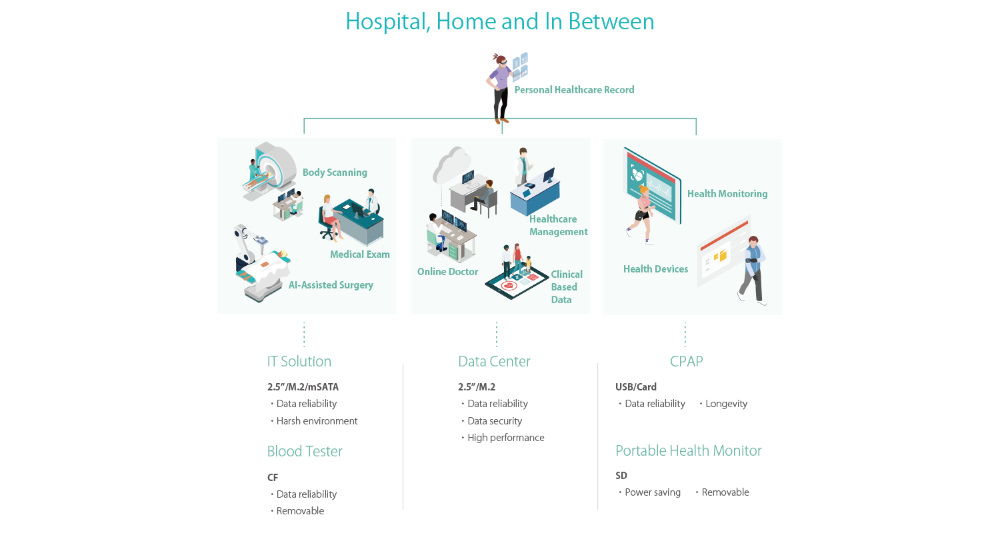 Hospital, Home and In Between
Personal Healthcare Record
Body Scanning
Medical Exam
AI-Assisted Surgery
Healthcare
Management
Online Doctor
Clinical
Based
Data
Health Monitoring
Health Devices
IT Solution
2.5”/M.2/mSATA
・Data reliability
・Harsh environment
Blood Tester
CF
・Data reliability
・Removable
Data Center
2.5”/M.2
・Data reliability
・Data security
・High performance
CPAP
USB/Card
・Data reliability ・Longevity
Portable Health Monitor
SD
・Power saving ・Removable